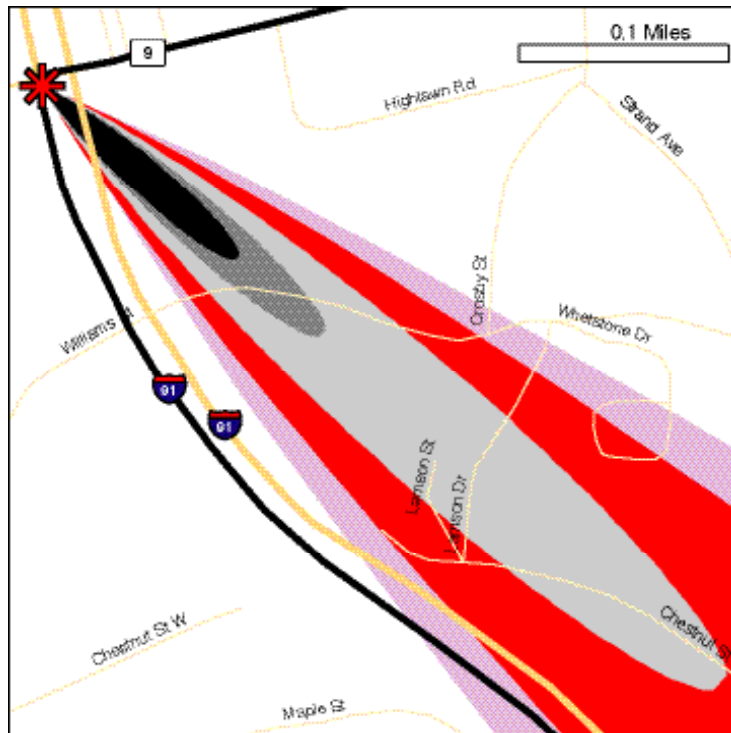 0.1 Miles
9
Hightawn Rd
Strand Ave
Crosby St
Whetstone Dr
Williams St
91
91
Lamson St
Lamson Dr
Chestnut St
Chestnut St W
Maple St